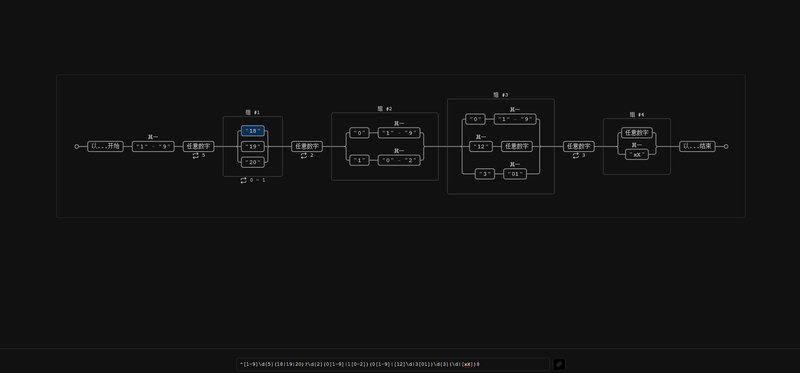 组 #3
组 #2
组 #1
组 #4
以...开始
其一
"1" - "9"
任意数字
5
"18"
"19"
"20"
0 - 1
任意数字
2
"0"
其一
"1" - "9"
"1"
其一
"0" - "2"
"0"
其一
"1" - "9"
其一
"12"
任意数字
"3"
其一
"01"
任意数字
3
任意数字
其一
"xX"
以...结束
^[1-9]\d{5}(18|19|20)?\d{2}(0[1-9]|1[0-2])(0[1-9]|[12]\d|3[01])\d{3}(\d|[xX])$